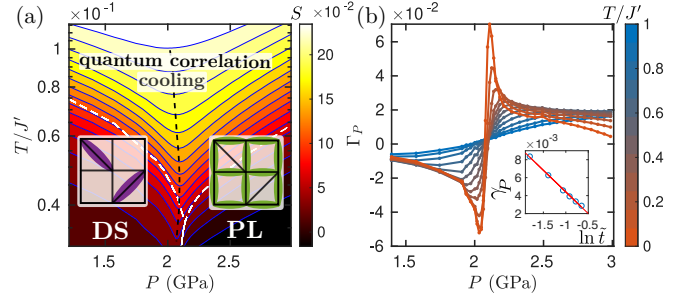 (a)
S ×10⁻²
quantum correlation
cooling
T/J′
1
0.8
0.6
0.4
DS
PL
1.5
2
2.5
P (GPa)
25
20
15
10
5
0
(b)
×10⁻²
T/J′
Γ_P
6
4
2
0
-2
-4
-6
×10⁻³
γ_P
8
6
4
2
-1.5
-1
-0.5
ln t
1.5
2
2.5
3
P (GPa)
1
0.8
0.6
0.4
0.2
0